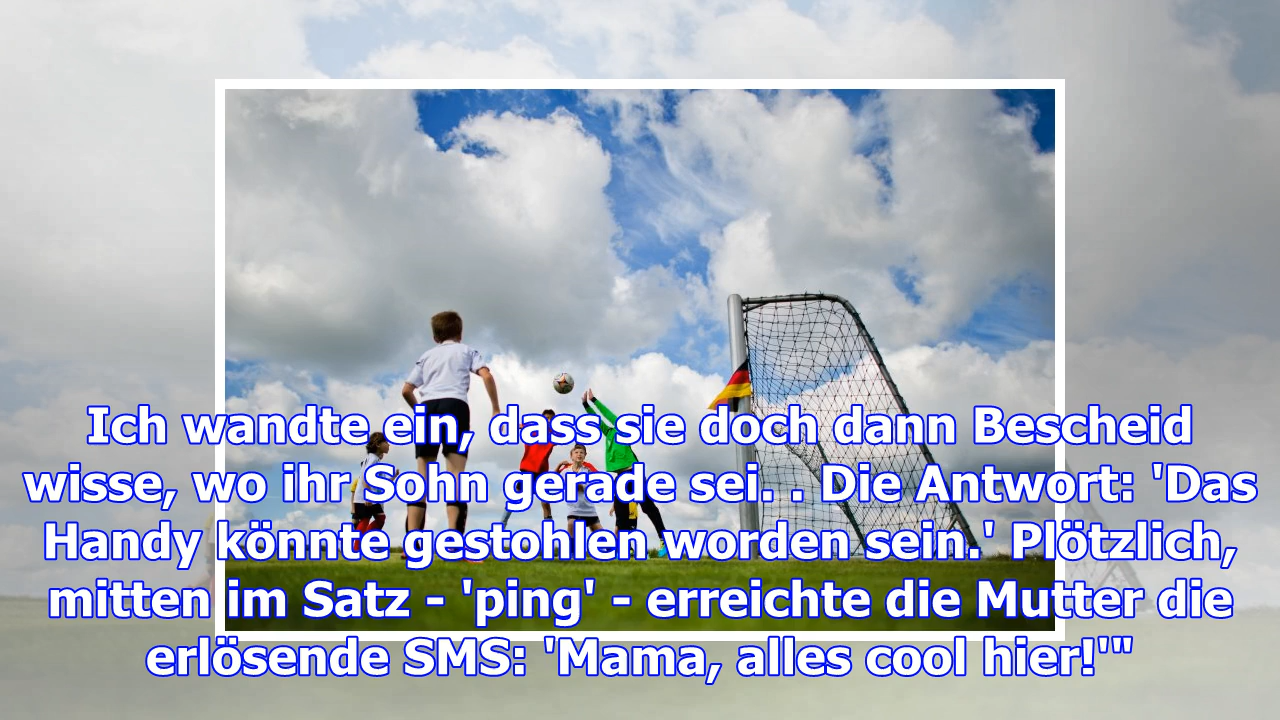 Ich wandte ein, dass sie doch dann Bescheid
wisse, wo ihr Sohn gerade sei. . Die Antwort: 'Das
Handy könnte gestohlen worden sein.' Plötzlich,
mitten im Satz - 'ping' - erreichte die Mutter die
erlösende SMS: 'Mama, alles cool hier!'"